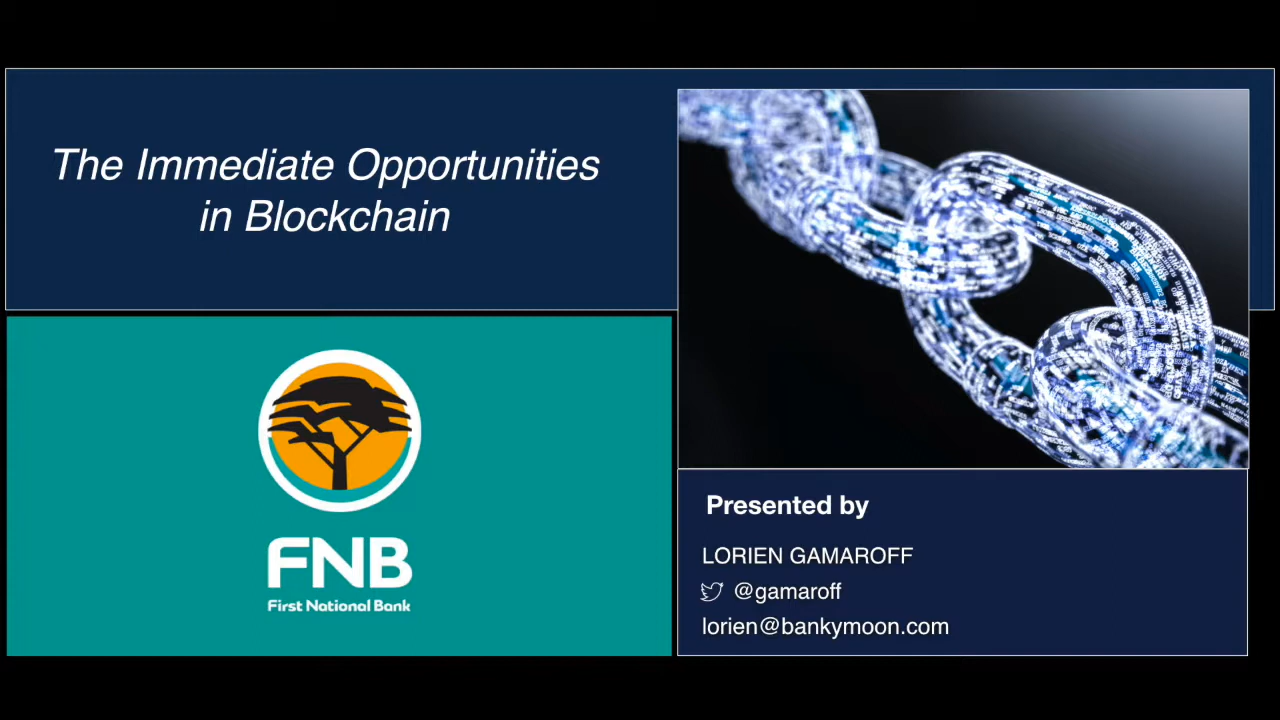 The Immediate Opportunities
in Blockchain
FNB
First National Bank
Presented by
LORIEN GAMAROFF
@gamaroff
lorien@bankymoon.com